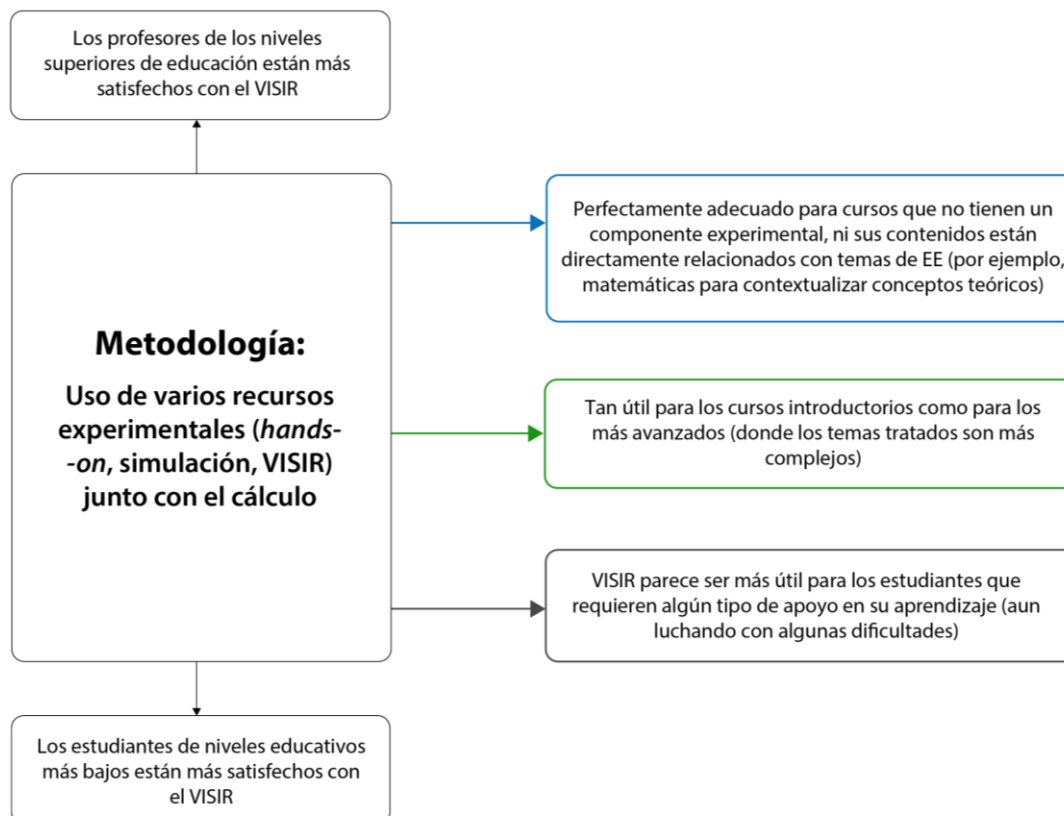 Los profesores de los niveles
superiores de educación están más
satisfechos con el VISIR
Metodología:
Uso de varios recursos
experimentales (hands-
-on, simulación, VISIR)
junto con el cálculo
Perfectamente adecuado para cursos que no tienen un
componente experimental, ni sus contenidos están
directamente relacionados con temas de EE (por ejemplo,
matemáticas para contextualizar conceptos teóricos)
Tan útil para los cursos introductorios como para los
más avanzados (donde los temas tratados son más
complejos)
VISIR parece ser más útil para los estudiantes que
requieren algún tipo de apoyo en su aprendizaje (aun
luchando con algunas dificultades)
Los estudiantes de niveles educativos
más bajos están más satisfechos con
el VISIR